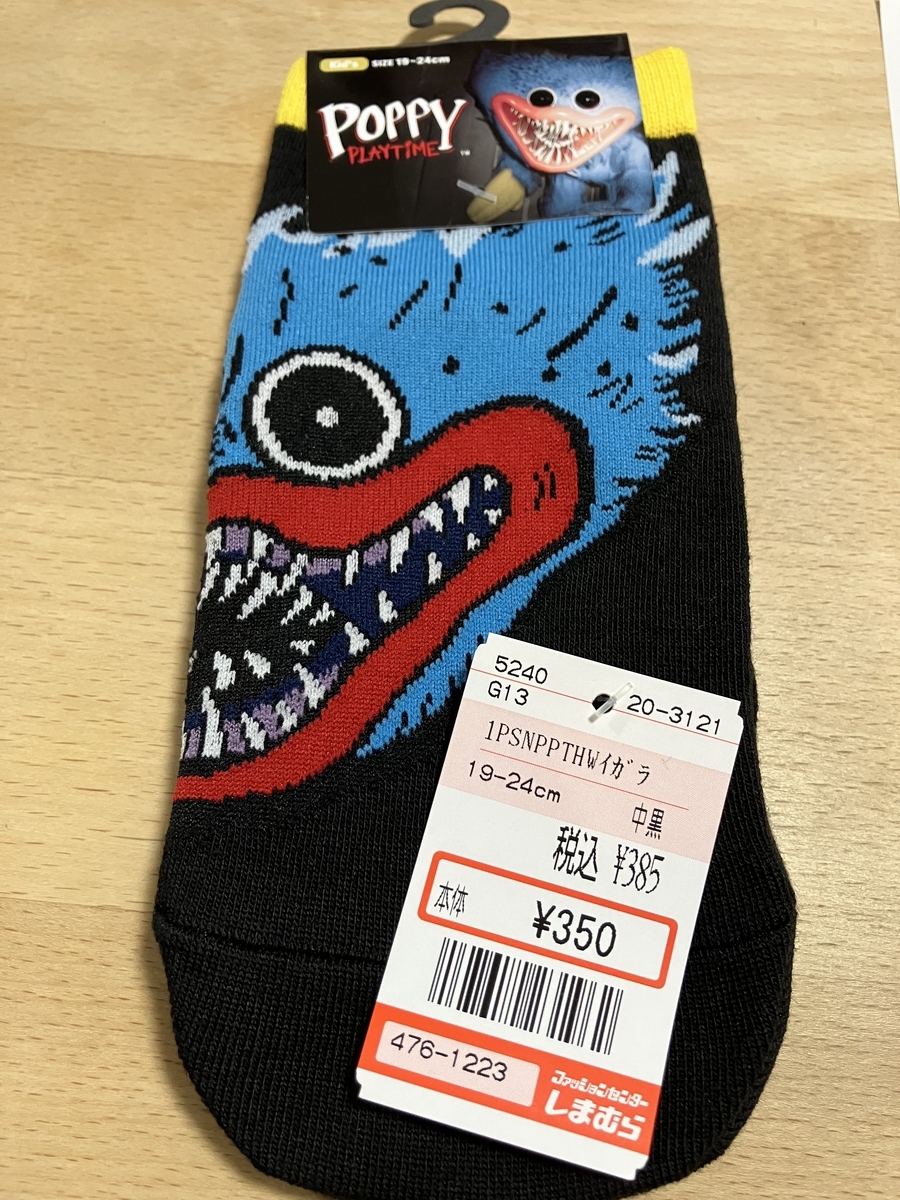 Kid's SIZE 19-24cm
POPPY
PLAYTIME™
5240
G13
20-3121
1PSNPPTHWｲｶﾞﾗ
19-24cm
中黒
税込 ¥385
本体 ¥350
476-1223
ファッションセンター
しまむら